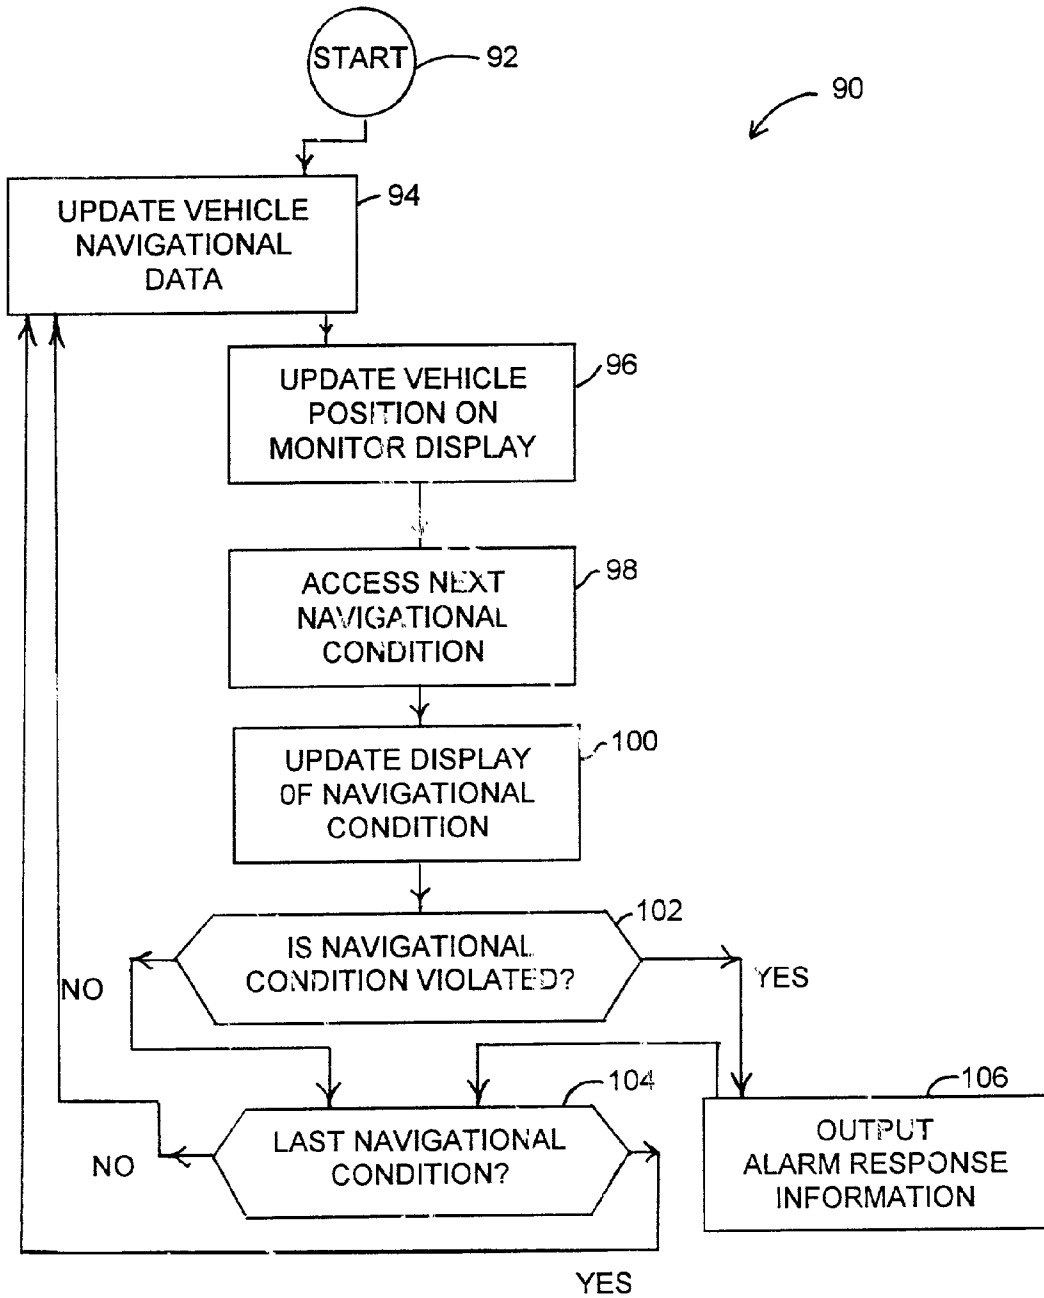 START
92
90
94
UPDATE VEHICLE
NAVIGATIONAL
DATA
96
UPDATE VEHICLE
POSITION ON
MONITOR DISPLAY
98
ACCESS NEXT
NAVIGATIONAL
CONDITION
100
UPDATE DISPLAY
OF NAVIGATIONAL
CONDITION
102
IS NAVIGATIONAL
CONDITION VIOLATED?
NO
YES
104
LAST NAVIGATIONAL
CONDITION?
NO
106
OUTPUT
ALARM RESPONSE
INFORMATION
YES